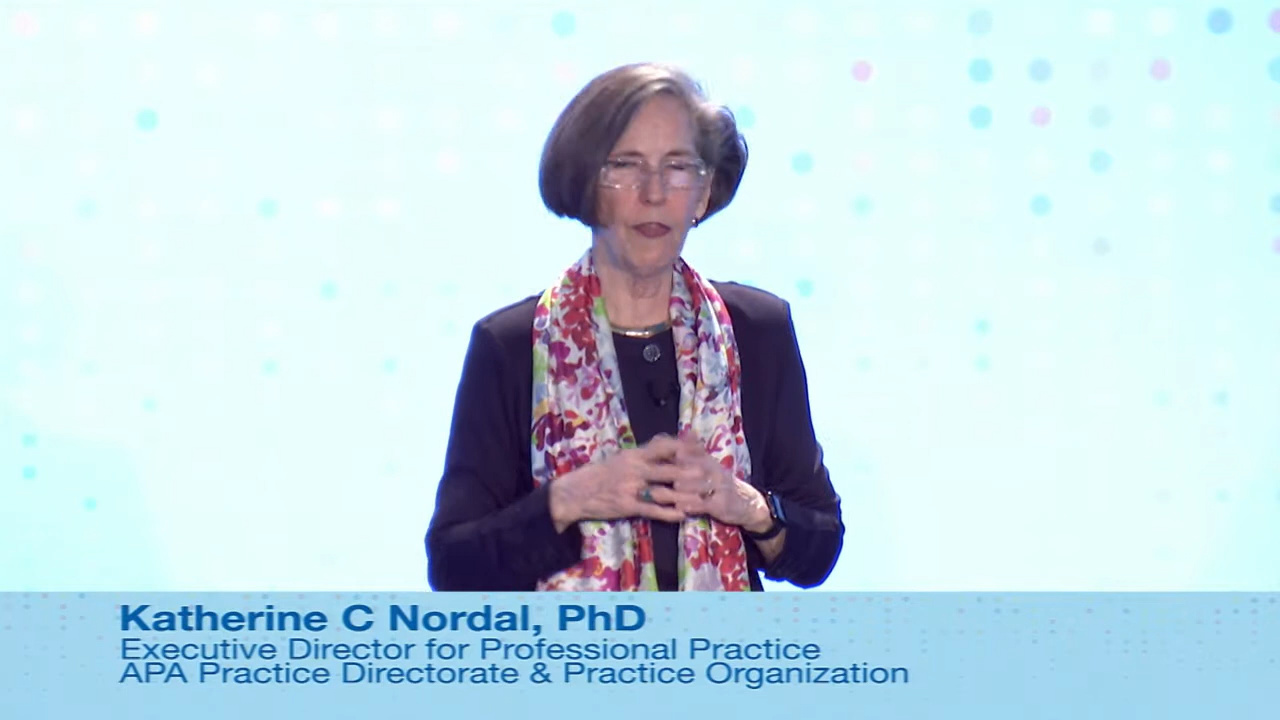 Katherine C Nordal, PhD
Executive Director for Professional Practice
APA Practice Directorate & Practice Organization